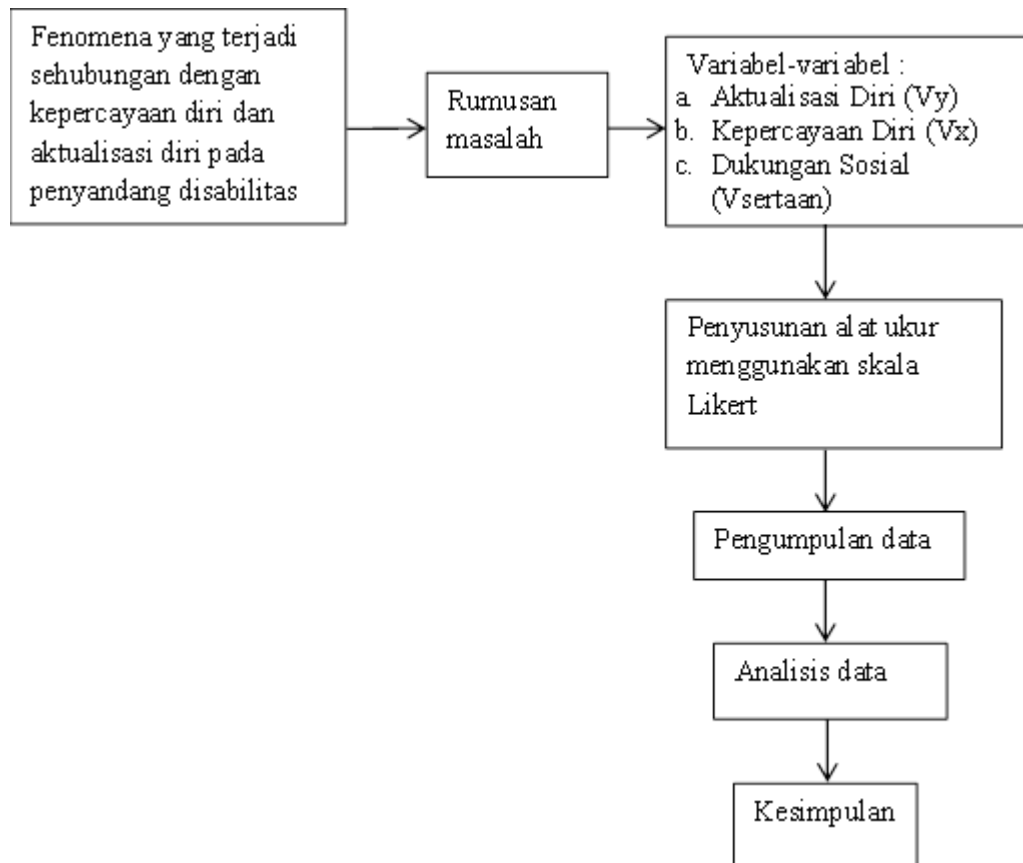 Fenomena yang terjadi
sehubungan dengan
kepercayaan diri dan
aktualisasi diri pada
penyandang disabilitas
Rumusan
masalah
Variabel-variabel :
a. Aktualisasi Diri (Vy)
b. Kepercayaan Diri (Vx)
c. Dukungan Sosial
(Vsertaan)
Penyusunan alat ukur
menggunakan skala
Likert
Pengumpulan data
Analisis data
Kesimpulan